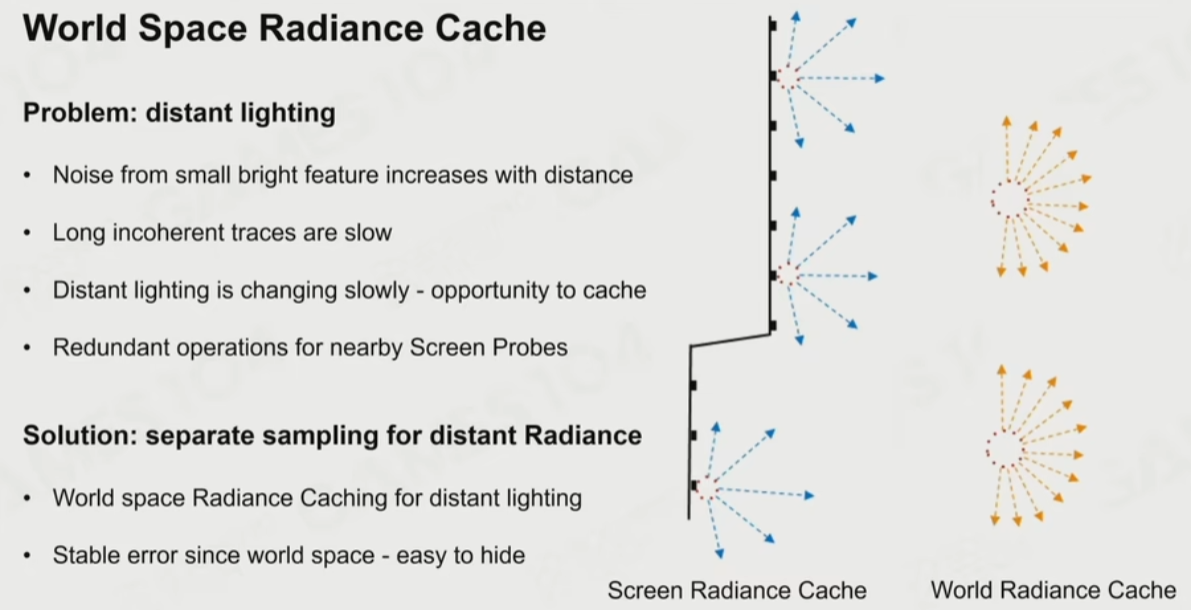 World Space Radiance Cache
Problem: distant lighting
• Noise from small bright feature increases with distance
• Long incoherent traces are slow
• Distant lighting is changing slowly - opportunity to cache
• Redundant operations for nearby Screen Probes
Solution: separate sampling for distant Radiance
• World space Radiance Caching for distant lighting
• Stable error since world space - easy to hide
Screen Radiance Cache
World Radiance Cache